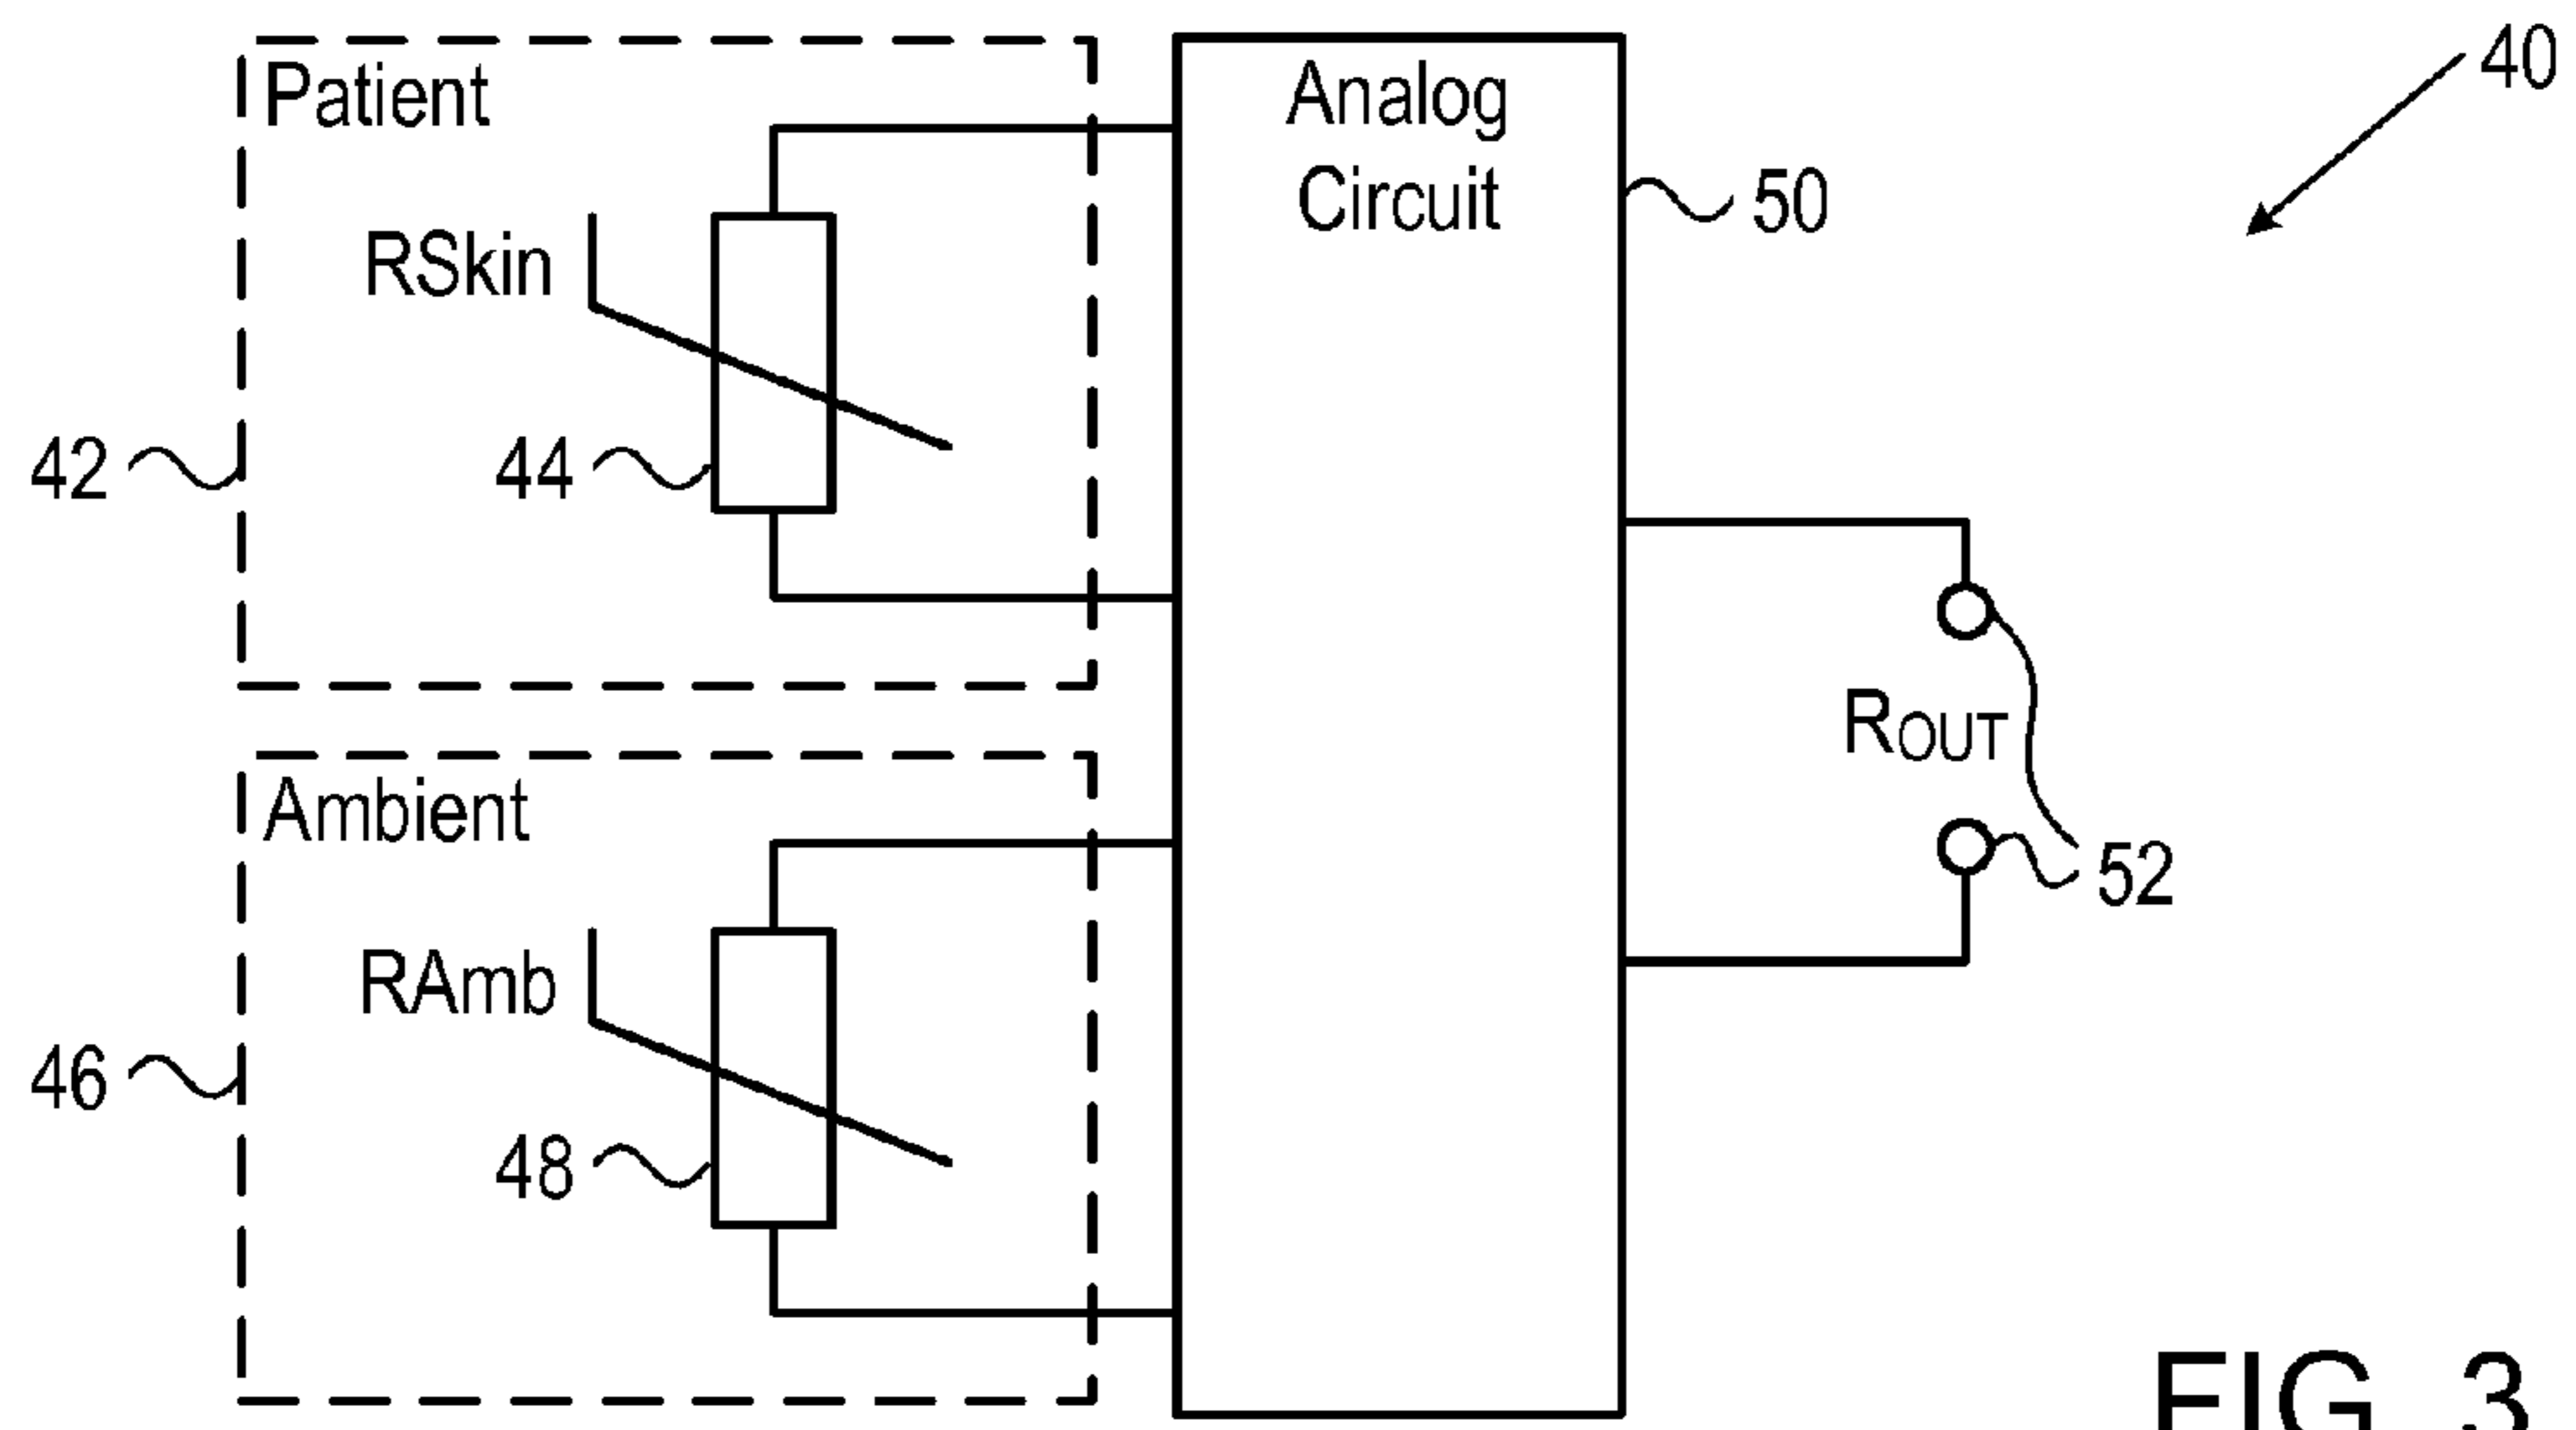 Patient
Analog
Circuit
40
50
RSkin
42
44
ROUT
Ambient
52
RAmb
46
48
FIG. 3